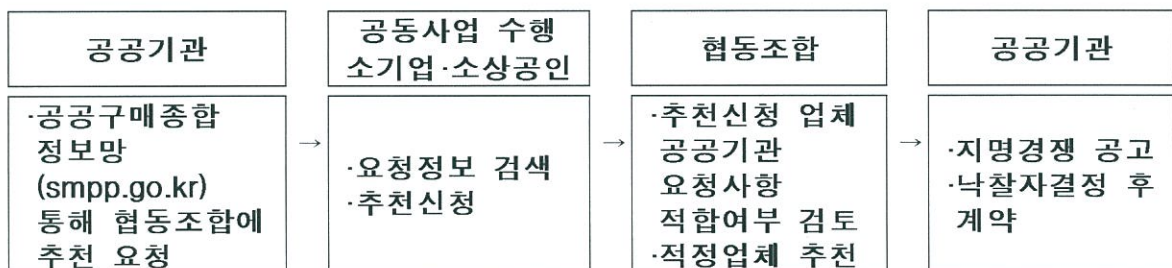 공공기관
·공공구매종합
정보망
(smpp.go.kr)
통해 협동조합에
추천 요청
→
공동사업 수행
소기업·소상공인
·요청정보 검색
·추천신청
→
협동조합
·추천신청 업체
공공기관
요청사항
적합여부 검토
·적정업체 추천
→
공공기관
·지명경쟁 공고
·낙찰자결정 후
계약